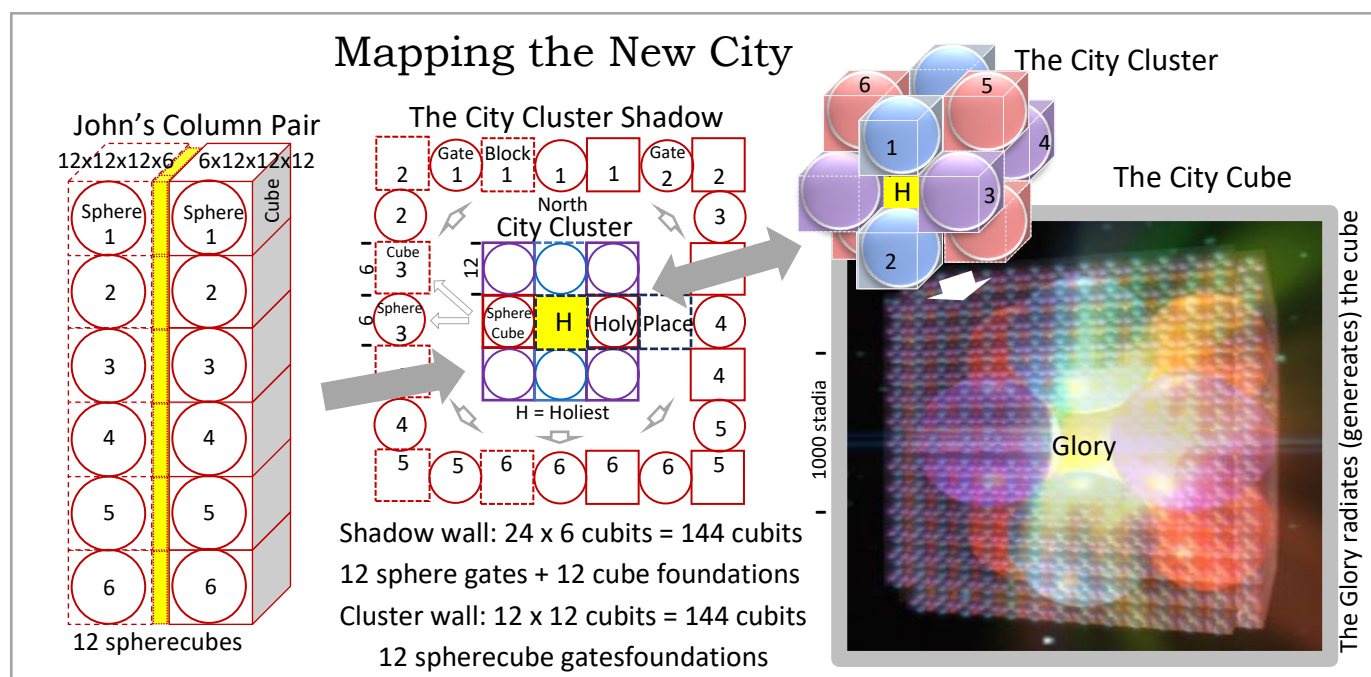 Mapping the New City
John's Column Pair
12x12x12x6 6x12x12x12
Sphere
1
Sphere
1
Cube
2
2
3
3
4
4
5
5
6
6
12 spherecubes
The City Cluster Shadow
2
Gate
1
Block
1
1
1
Gate
2
2
2
3
North
City Cluster
6
Cube
3
12
6
Sphere
3
Sphere
Cube
H
Holy
Place
4
4
4
5
H = Holiest
5
5
6
6
6
6
5
Shadow wall: 24 x 6 cubits = 144 cubits
12 sphere gates + 12 cube foundations
Cluster wall: 12 x 12 cubits = 144 cubits
12 spherecube gatesfoundations
The City Cluster
6
5
1
4
H
3
2
The City Cube
1000 stadia
Glory
The Glory radiates (genereates) the cube